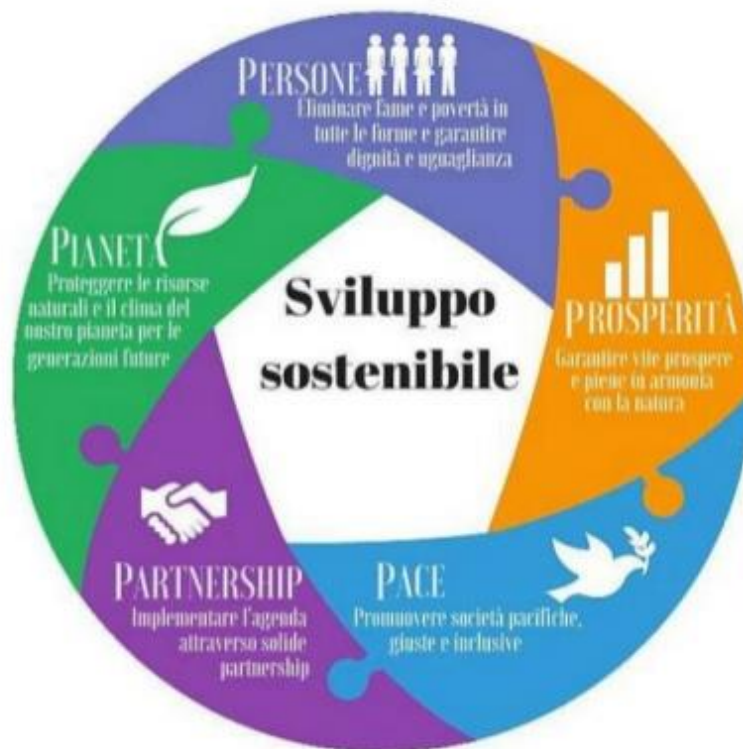 PERSONE
Eliminare fame e povertà in
tutte le forme e garantire
dignità e uguaglianza
PIANETA
Proteggere le risorse
naturali e il clima del
nostro pianeta per le
generazioni future
Sviluppo
sostenibile
PROSPERITÀ
Garantire vite prospere
e piene in armonia
con la natura
PARTNERSHIP
Implementare l'agenda
attraverso solide
partnership
PACE
Promuovere società pacifiche,
giuste e inclusive